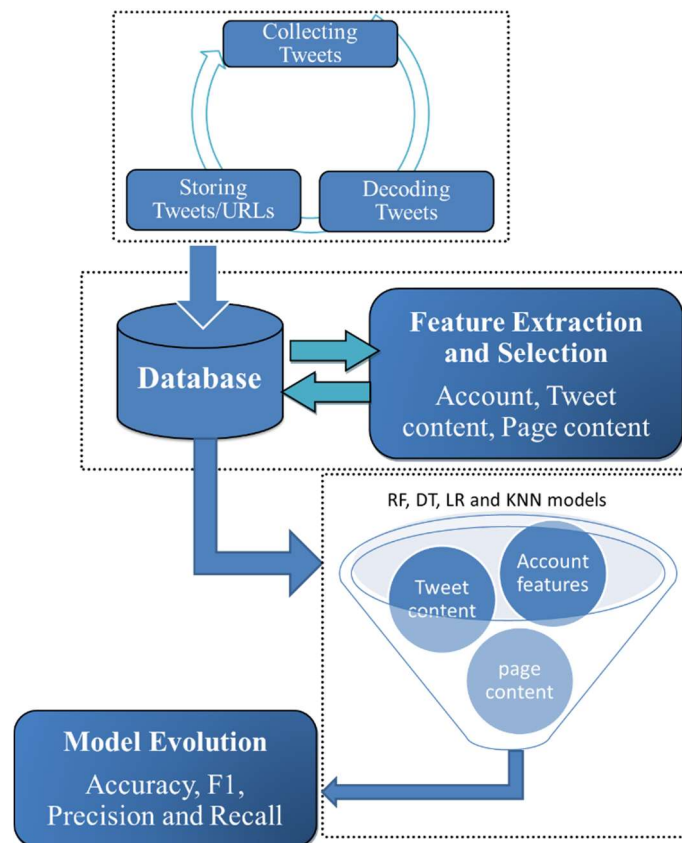 Collecting
Tweets
Storing
Tweets/URLs
Decoding
Tweets
Database
Feature Extraction
and Selection
Account, Tweet
content, Page content
RF, DT, LR and KNN models
Tweet
content
Account
features
page
content
Model Evolution
Accuracy, F1,
Precision and Recall